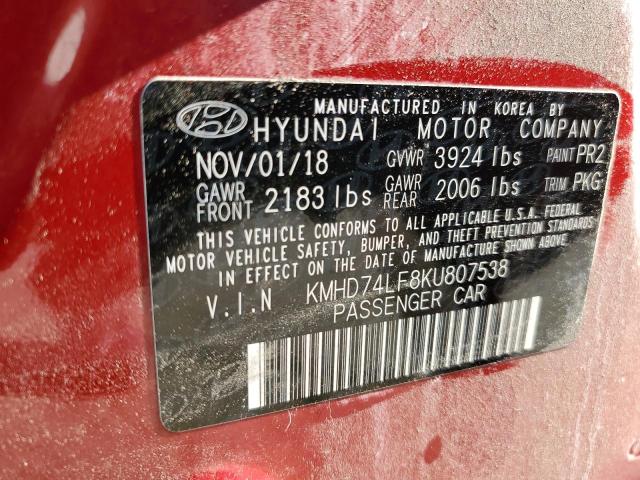 MANUFACTURED IN KOREA BY
HYUNDAI MOTOR COMPANY
NOV/01/18 GVWR 3924 lbs PAINT PR2
GAWR FRONT 2183 lbs GAWR REAR 2006 lbs TRIM PKG
THIS VEHICLE CONFORMS TO ALL APPLICABLE U.S.A. FEDERAL
MOTOR VEHICLE SAFETY, BUMPER, AND THEFT PREVENTION STANDARDS
IN EFFECT ON THE DATE OF MANUFACTURE SHOWN ABOVE.
V.I.N KMHD74LF8KU807538
PASSENGER CAR